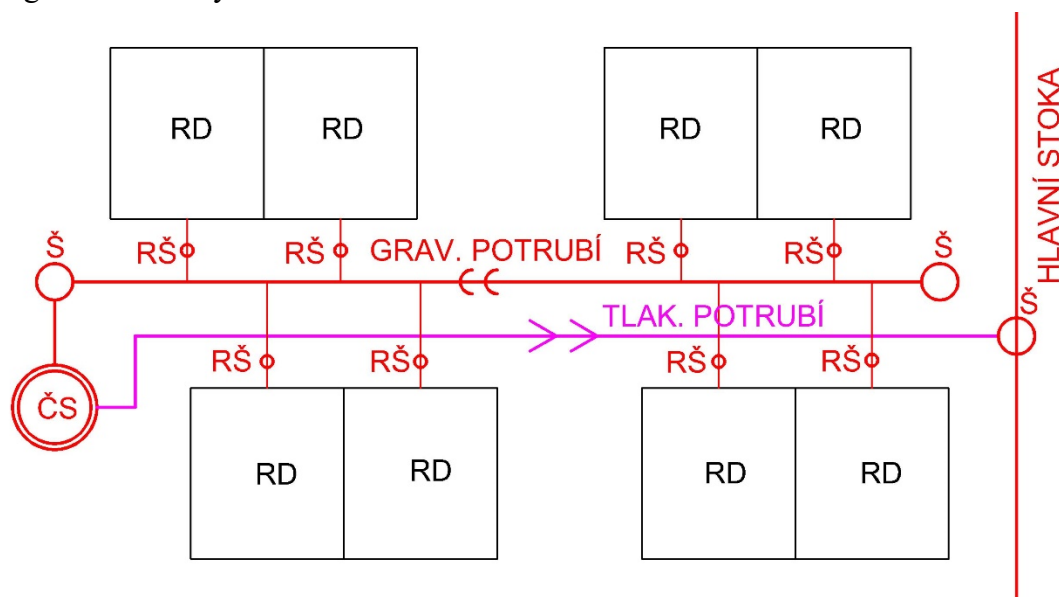 RD RD RD RD
HLAVNÍ STOKA
Š RŠ RŠ GRAV. POTRUBÍ RŠ RŠ Š
TLAK. POTRUBÍ Š
RŠ RŠ RŠ RŠ
ČS
RD RD RD RD